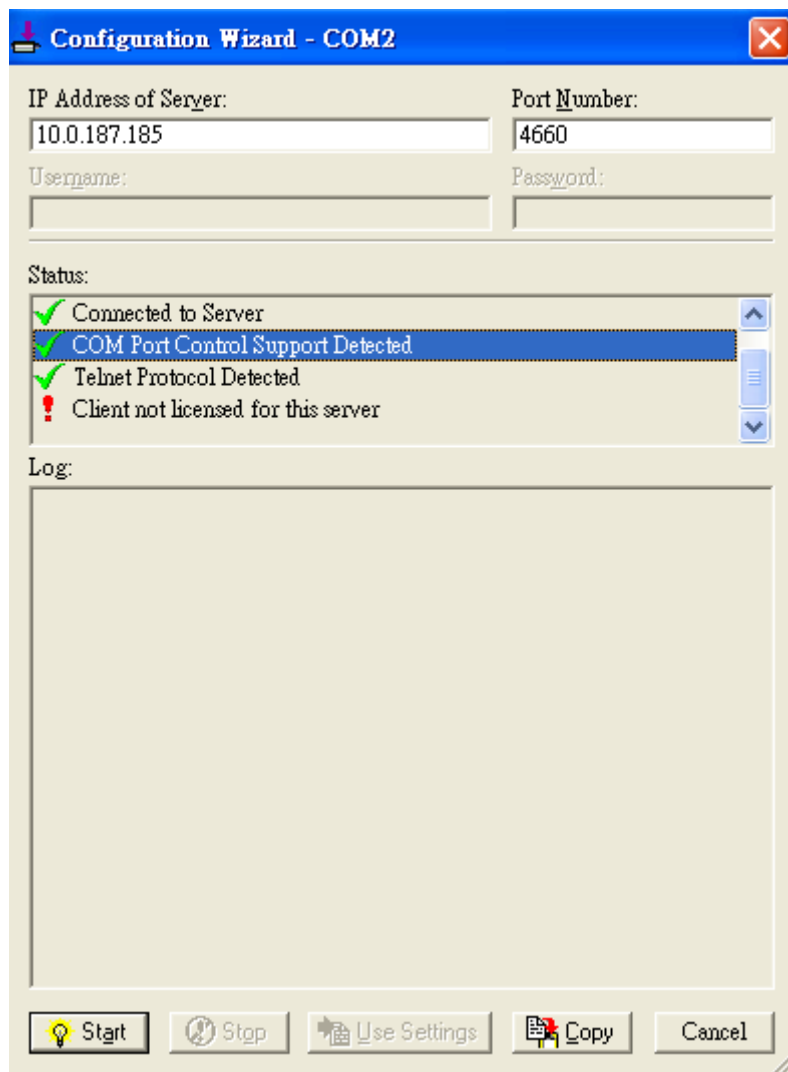 Configuration Wizard - COM2
IP Address of Server: Port Number:
10.0.187.185 4660
Username: Password:
Status:
Connected to Server
COM Port Control Support Detected
Telnet Protocol Detected
Client not licensed for this server
Log:
Start Stop Use Settings Copy Cancel